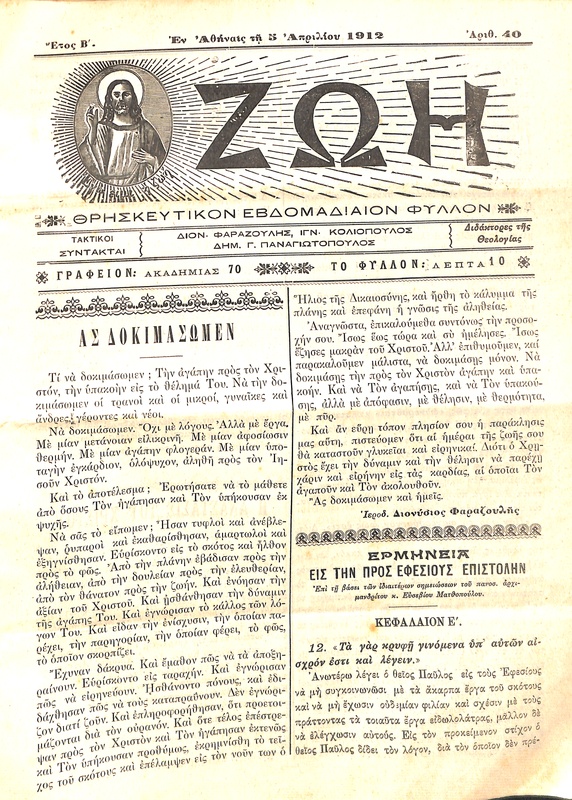 Ἔτος Β΄.
Ἐν Ἀθήναις τῇ 5 Ἀπριλίου 1912
Ἀριθ. 40
ΖΩΗ
ΘΡΗΣΚΕΥΤΙΚΟΝ ΕΒΔΟΜΑΔΙΑΙΟΝ ΦΥΛΛΟΝ
ΤΑΚΤΙΚΟΙ
ΣΥΝΤΑΚΤΑΙ
ΔΙΟΝ. ΦΑΡΑΖΟΥΛΗΣ, ΙΓΝ. ΚΟΛΙΟΠΟΥΛΟΣ
ΔΗΜ. Γ. ΠΑΝΑΓΙΩΤΟΠΟΥΛΟΣ
Διδάκτορες τῆς
Θεολογίας
ΓΡΑΦΕΙΟΝ: ΑΚΑΔΗΜΙΑΣ 70
ΤΟ ΦΥΛΛΟΝ: ΛΕΠΤΑ 10
ΑΣ ΔΟΚΙΜΑΣΩΜΕΝ
Τί νὰ δοκιμάσωμεν; Τὴν ἀγάπην πρὸς τὸν Χρι-
στόν, τὴν ὑπακοὴν εἰς τὸ θέλημά Του. Νὰ τὴν δο-
κιμάσωμεν οἱ τρανοὶ καὶ οἱ μικροί, γυναῖκες καὶ
ἄνδρες, γέροντες καὶ νέοι.
Νὰ δοκιμάσωμεν. Ὄχι μὲ λόγους. Ἀλλὰ μὲ ἔργα.
Μὲ μίαν μετάνοιαν εἰλικρινῆ. Μὲ μίαν ἀφοσίωσιν
θερμήν. Μὲ μίαν ἀγάπην φλογεράν. Μὲ μίαν ὑπο-
ταγὴν ἐγκάρδιον, ὁλόψυχον, ἀληθῆ πρὸς τὸν Ἰη-
σοῦν Χριστόν.
Καὶ τὸ ἀποτέλεσμα; Ἐρωτήσατε νὰ τὸ μάθετε
ἀπὸ ὅσους Τὸν ἠγάπησαν καὶ Τὸν ὑπήκουσαν ἐκ
ψυχῆς.
Νὰ σᾶς τὸ εἴπωμεν; Ἦσαν τυφλοὶ καὶ ἀνέβλε-
ψαν, ῥυπαροὶ καὶ ἐκαθαρίσθησαν, ἁμαρτωλοὶ καὶ
ἐξηγνίσθησαν. Εὑρίσκοντο εἰς τὸ σκότος καὶ ἦλθον
πρὸς τὸ φῶς. Ἀπὸ τὴν πλάνην ἐβάδισαν πρὸς τὴν
ἀλήθειαν, ἀπὸ τὴν δουλείαν πρὸς τὴν ἐλευθερίαν,
ἀπὸ τὸν θάνατον πρὸς τὴν ζωήν. Καὶ ἐνόησαν τὴν
ἀξίαν τοῦ Χριστοῦ. Καὶ ᾐσθάνθησαν τὴν δύναμιν
τῆς ἀγάπης Του. Καὶ ἐγνώρισαν τὸ κάλλος τῶν λό-
γων Του. Καὶ εἶδαν τὴν ἐνίσχυσιν, τὴν ὁποίαν πα-
ρέχει, τὴν παρηγορίαν, τὴν ὁποίαν φέρει, τὸ φῶς,
τὸ ὁποῖον σκορπίζει.
Ἔχυναν δάκρυα. Καὶ ἔμαθον πῶς νὰ τὰ ἀποξη-
ραίνουν. Εὑρίσκοντο εἰς ταραχήν. Καὶ ἐγνώρισαν
πῶς νὰ εἰρηνεύουν. Ἠσθάνοντο πόνους, καὶ ἐδι-
δάχθησαν πῶς νὰ τοὺς καταπραΰνουν. Δὲν ἐγνώρι-
ζον διατί ζοῦν. Καὶ ἐπληροφορήθησαν, ὅτι προετοι-
μάζονται διὰ τὸν οὐρανόν. Καὶ ὅτε τέλος ἐπέστρε-
ψαν πρὸς τὸν Χριστὸν καὶ Τὸν ἠγάπησαν ἐκτενῶς
καὶ Τὸν ὑπήκουσαν προθύμως, ἐκρημνίσθη τὸ τεῖ-
χος τοῦ σκότους καὶ ἐπέλαμψεν εἰς τὸν νοῦν των ὁ
Ἥλιος τῆς Δικαιοσύνης, καὶ ἤρθη τὸ κάλυμμα τῆς
πλάνης καὶ ἐπεφάνη ἡ γνῶσις τῆς ἀληθείας.
Ἀναγνῶστα, ἐπικαλούμεθα συντόνως τὴν προσο-
χήν σου. Ἴσως ἕως τώρα καὶ σὺ ἠμέλησες. Ἴσως
ἔζησες μακρὰν τοῦ Χριστοῦ. Ἀλλ' ἐπιθυμοῦμεν, καί
παρακαλοῦμεν μάλιστα, νὰ δοκιμάσῃς μόνον. Νὰ
δοκιμάσῃς τὴν πρὸς τὸν Χριστὸν ἀγάπην καὶ ὑπα-
κοήν. Καὶ νὰ Τὸν ἀγαπήσῃς, καὶ νὰ Τὸν ὑπακού-
σῃς, ἀλλὰ μὲ ἀπόφασιν, μὲ θέλησιν, μὲ θερμότητα,
μὲ πῦρ.
Καὶ ἂν εὕρῃ τόπον πλησίον σου ἡ παράκλησίς
μας αὕτη, πιστεύομεν ὅτι αἱ ἡμέραι τῆς ζωῆς σου
θὰ καταστοῦν γλυκεῖαι καὶ εἰρηνικαί. Διότι ὁ Χρι-
στὸς ἔχει τὴν δύναμιν καὶ τὴν θέλησιν νὰ παρέχῃ
χάριν καὶ εἰρήνην εἰς τὰς καρδίας, αἱ ὁποῖαι Τὸν
ἀγαποῦν καὶ Τὸν ἀκολουθοῦν.
Ἂς δοκιμάσωμεν καὶ ἡμεῖς.
Ἱεροδ. Διονύσιος Φαραζουλῆς
ΕΡΜΗΝΕΙΑ
ΕΙΣ ΤΗΝ ΠΡΟΣ ΕΦΕΣΙΟΥΣ ΕΠΙΣΤΟΛΗΝ
Ἐπὶ τῇ βάσει τῶν ἰδιαιτέρων σημειώσεων τοῦ πανοσ. ἀρχι-
μανδρίτου κ. Εὐσεβίου Ματθοπούλου.
ΚΕΦΑΛΑΙΟΝ Ε΄.
12. «Τὰ γὰρ κρυφῇ γινόμενα ὑπ' αὐτῶν αἰ-
σχρόν ἐστι καὶ λέγειν.»
Ἀνωτέρω λέγει ὁ θεῖος Παῦλος εἰς τοὺς Ἐφεσίους
νὰ μὴ συγκοινωνῶσι μὲ τὰ ἄκαρπα ἔργα τοῦ σκότους
καὶ νὰ μὴ ἔχωσιν οὐδεμίαν φιλίαν καὶ σχέσιν μὲ τοὺς
πράττοντας τὰ τοιαῦτα ἔργα εἰδωλολάτρας, μᾶλλον δὲ
νὰ ἐλέγχωσιν αὐτούς. Εἰς τὸν προκείμενον στίχον ὁ
θεῖος Παῦλος δίδει τὸν λόγον, διὰ τὸν ὁποῖον δὲν πρέ-